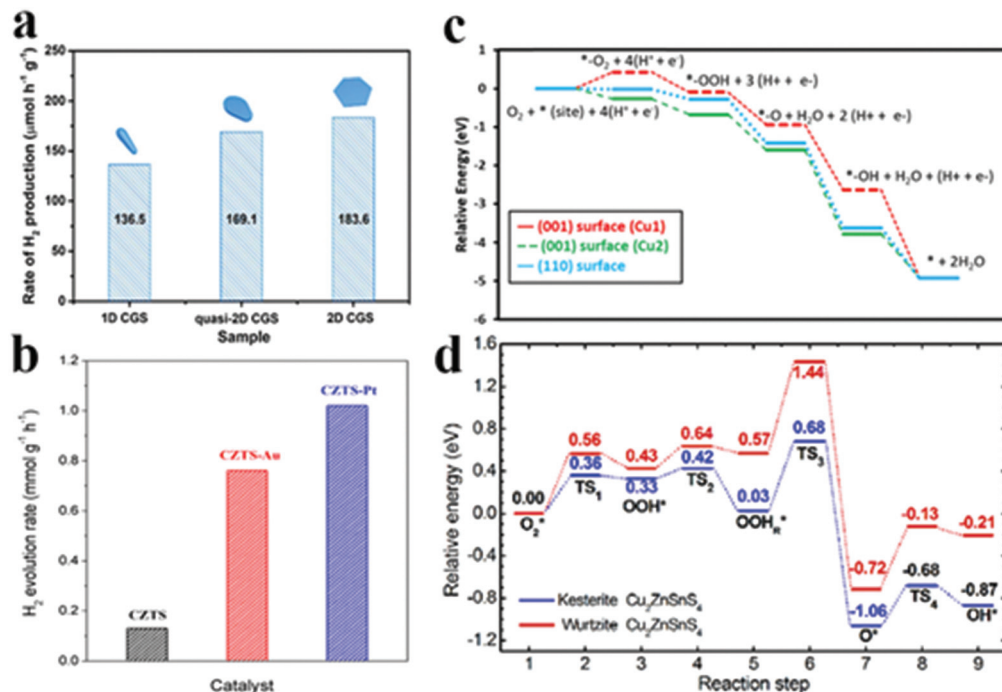 a
Rate of H₂ production (μmol h⁻¹ g⁻¹)
250
200
150
100
50
0
136.5
169.1
183.6
1D CGS
quasi-2D CGS
2D CGS
Sample
b
H₂ evolution rate (mmol g⁻¹ h⁻¹)
1.2
1.0
0.8
0.6
0.4
0.2
0.0
CZTS
CZTS-Au
CZTS-Pt
Catalyst
c
Relative Energy (eV)
1
0
-1
-2
-3
-4
-5
-6
*-O₂ + 4(H⁺ + e⁻)
*-OOH + 3 (H+ + e-)
O₂ + * (site) + 4(H⁺ + e⁻)
*-O + H₂O + 2 (H+ + e-)
*-OH + H₂O + (H+ + e-)
* + 2H₂O
(001) surface (Cu1)
(001) surface (Cu2)
(110) surface
d
Relative energy (eV)
1.6
1.2
0.8
0.4
0.0
-0.4
-0.8
-1.2
0.00
O₂*
0.56
0.36
TS₁
0.43
0.33
OOH*
0.64
0.42
TS₂
0.57
0.03
OOH_R*
1.44
0.68
TS₃
-0.72
-1.06
O*
-0.13
-0.68
TS₄
-0.21
-0.87
OH*
Kesterite Cu₂ZnSnS₄
Wurtzite Cu₂ZnSnS₄
1 2 3 4 5 6 7 8 9
Reaction step